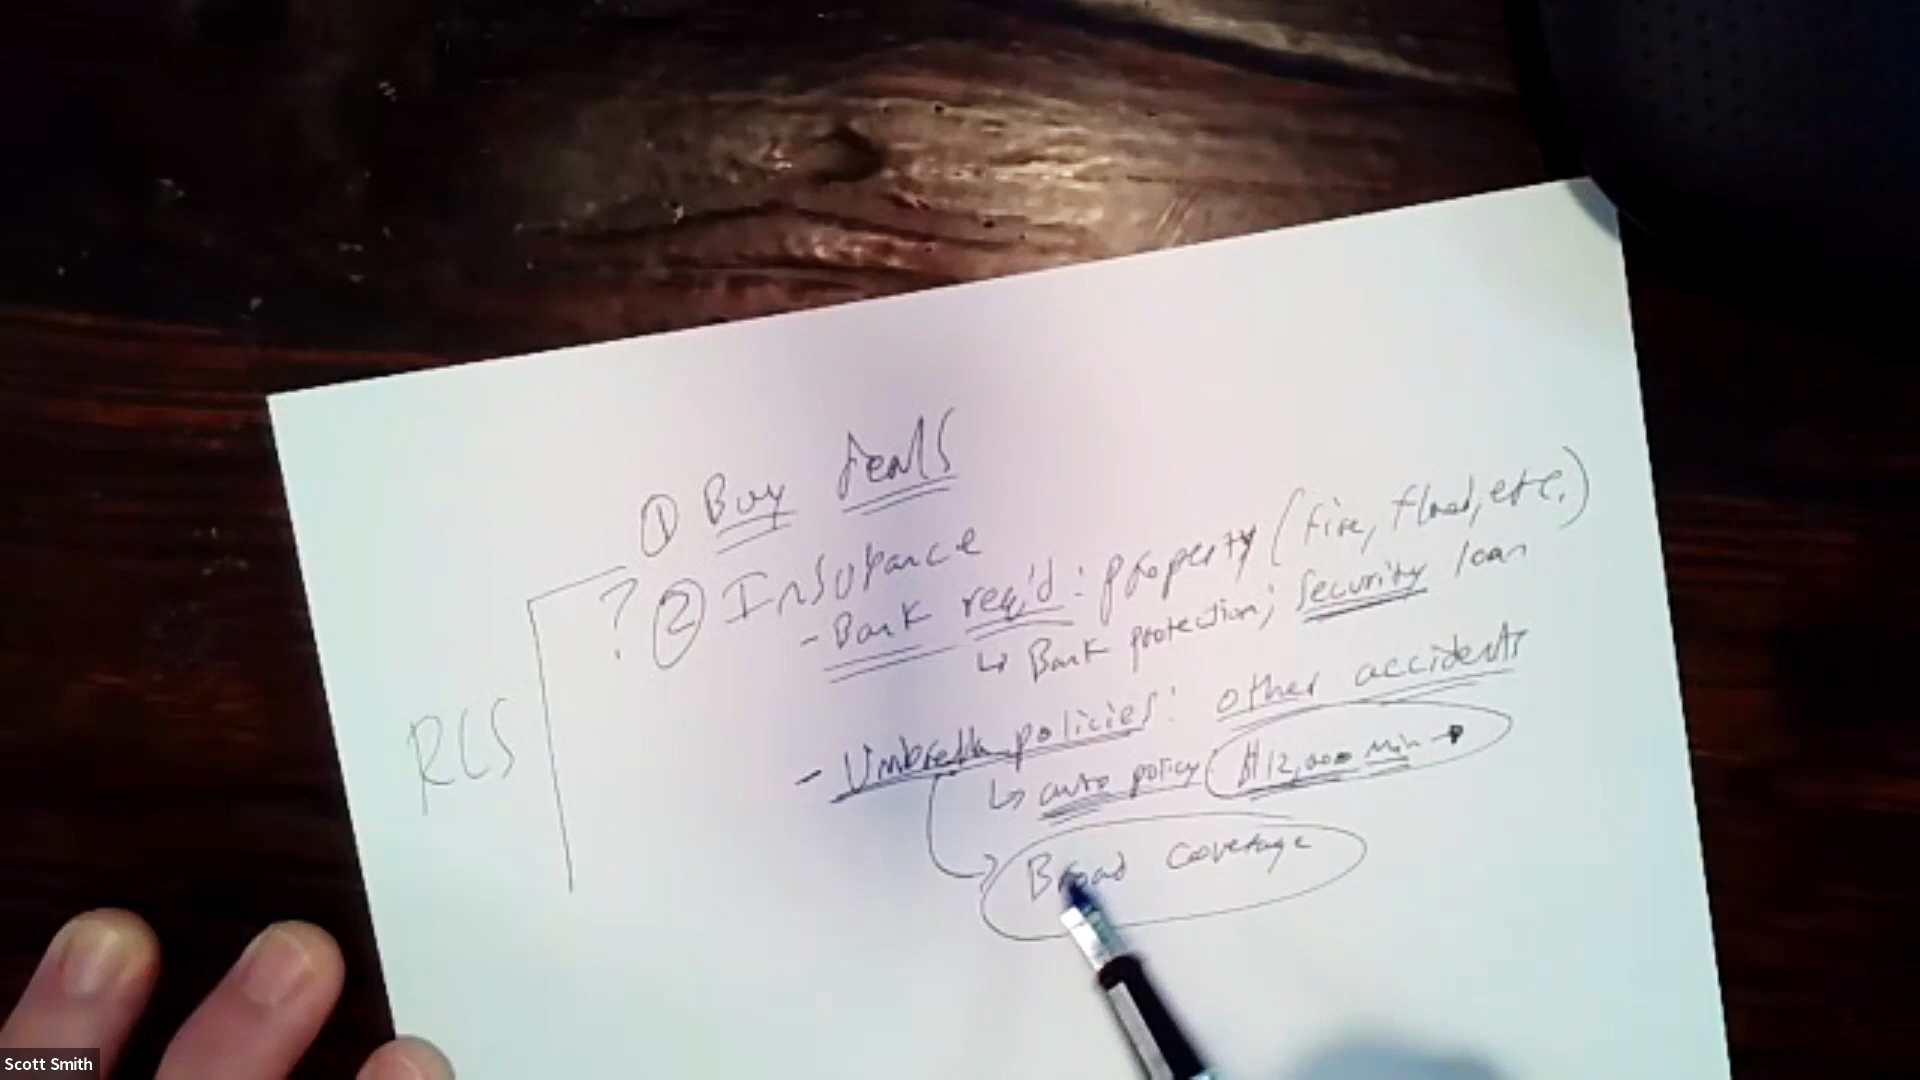 ① Buy deals
? ② Insurance
- Bank req'd: property (fire, flood, etc.)
↳ Bank protection; security loan
RLS
- Umbrella policies: other accidents
↳ auto policy $12,000 Min →
Broad Coverage
Scott Smith